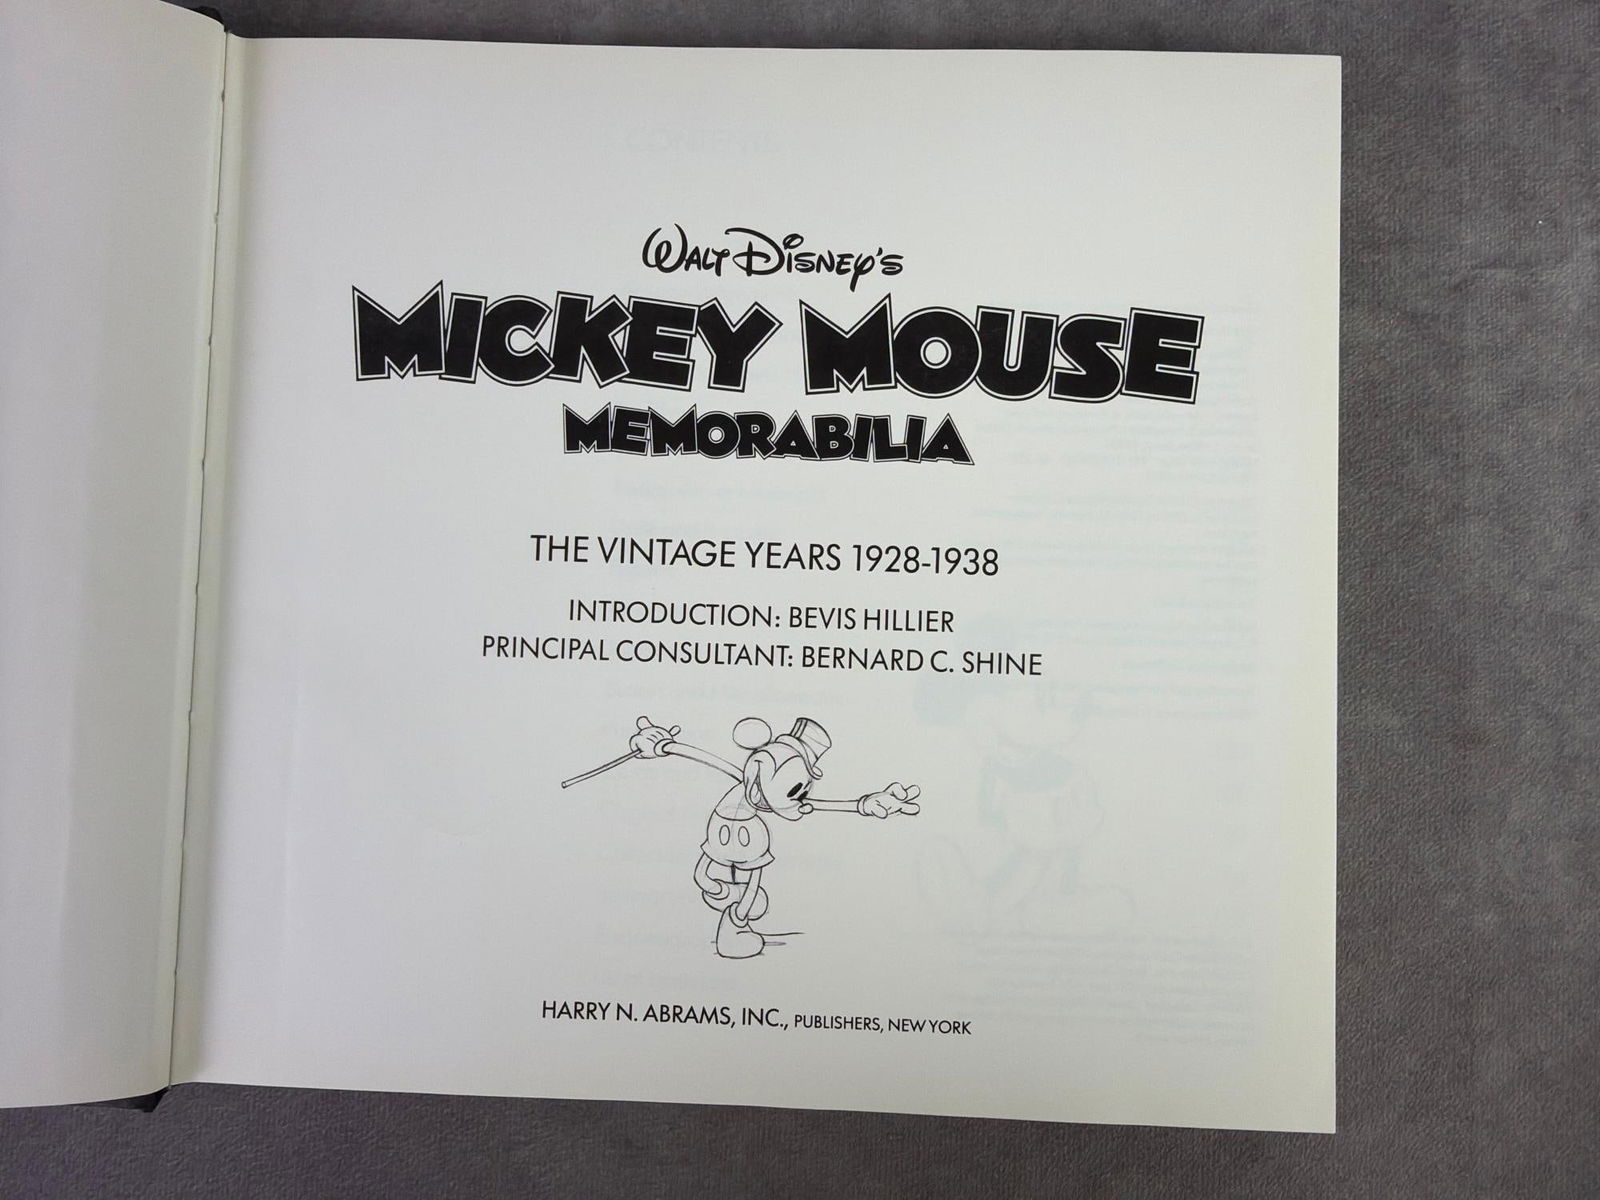 WALT DISNEY'S
MICKEY MOUSE
MEMORABILIA
THE VINTAGE YEARS 1928-1938
INTRODUCTION: BEVIS HILLIER
PRINCIPAL CONSULTANT: BERNARD C. SHINE
HARRY N. ABRAMS, INC., PUBLISHERS, NEW YORK